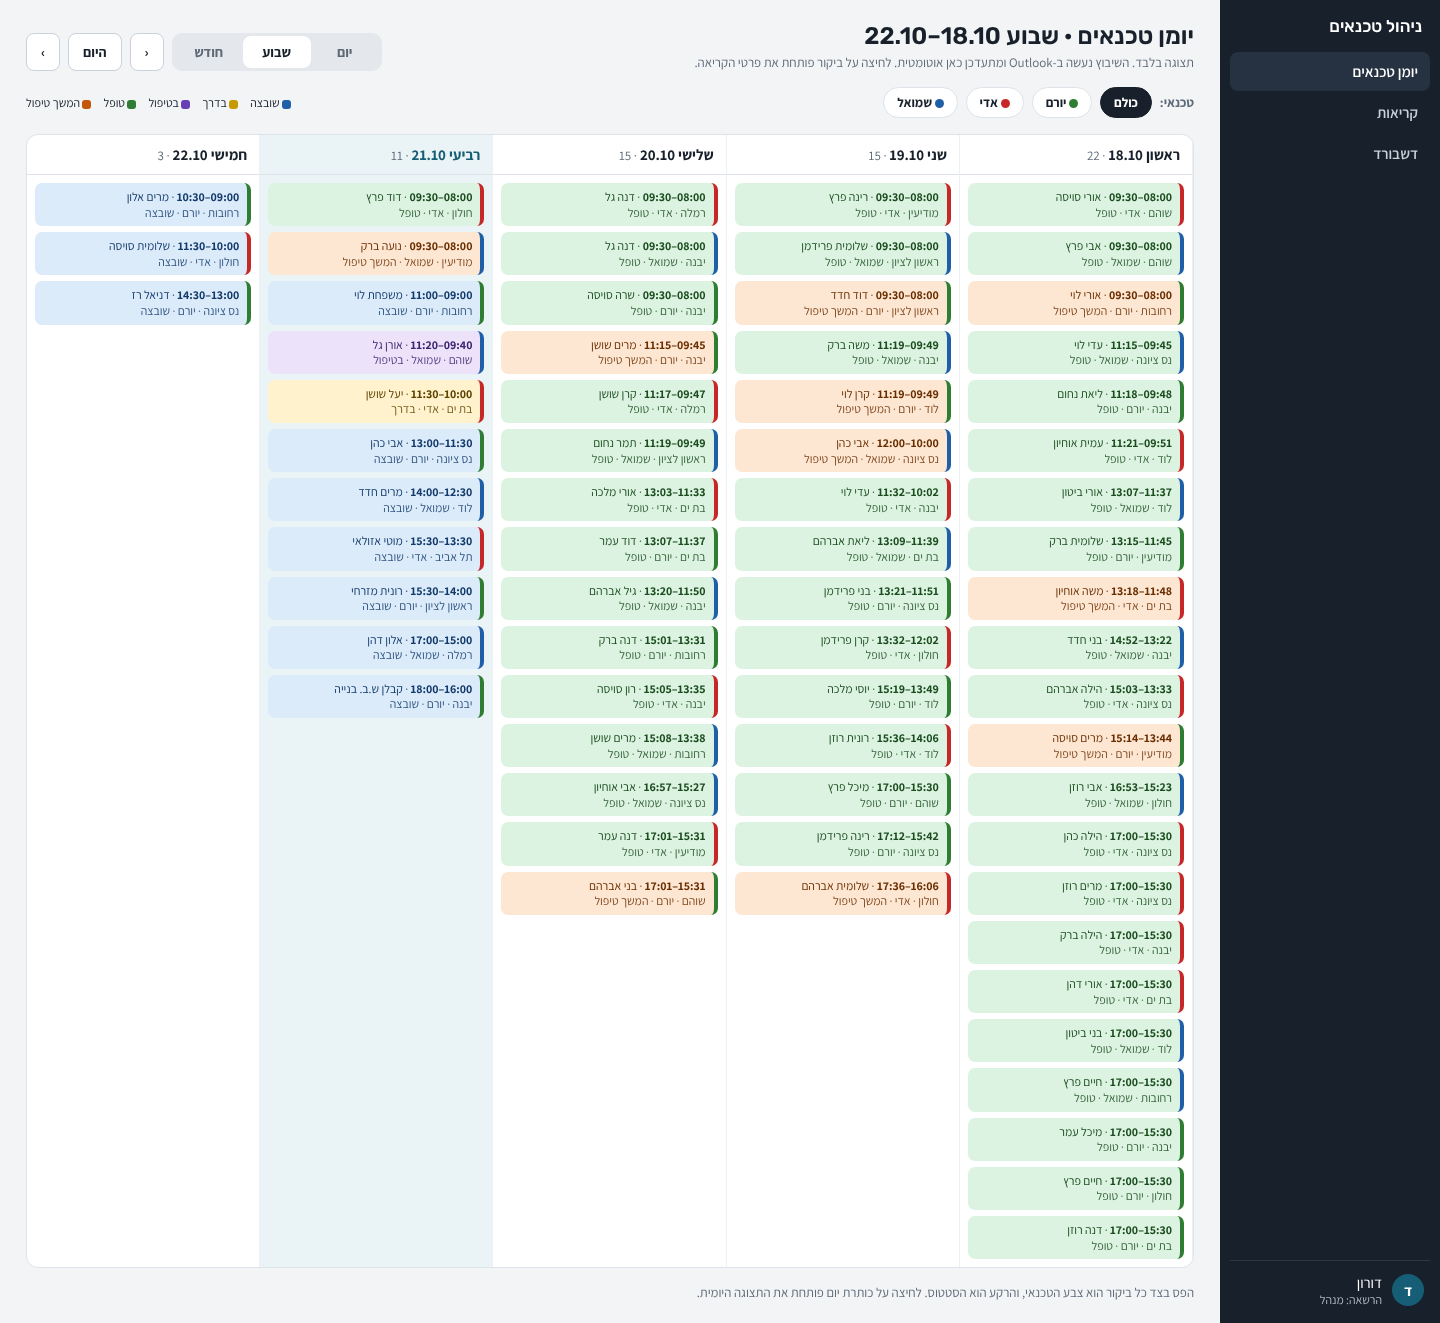 ניהול טכנאים
יומן טכנאים
קריאות
דשבורד
יומן טכנאים • שבוע 18.10–22.10
תצוגה בלבד. השיבוץ נעשה ב-Outlook ומתעדכן כאן אוטומטית. לחיצה על ביקור פותחת את פרטי הקריאה.
יום
שבוע
חודש
‹
היום
›
טכנאי:
כולם
יורם
אדי
שמואל
שובצה
בדרך
בטיפול
טופל
המשך טיפול
ראשון 18.10 · 22
08:00–09:30 · אורי סויסה
שוהם · אדי · טופל
08:00–09:30 · אבי פרץ
שוהם · שמואל · טופל
08:00–09:30 · אורי לוי
רחובות · יורם · המשך טיפול
09:45–11:15 · עדי לוי
נס ציונה · שמואל · טופל
09:48–11:18 · ליאת נחום
יבנה · יורם · טופל
09:51–11:21 · עמית אוחיון
לוד · אדי · טופל
11:37–13:07 · אורי ביטון
לוד · שמואל · טופל
11:45–13:15 · שלומית ברק
מודיעין · יורם · טופל
11:48–13:18 · משה אוחיון
בת ים · אדי · המשך טיפול
13:22–14:52 · בני חדד
יבנה · שמואל · טופל
13:33–15:03 · הילה אברהם
נס ציונה · אדי · טופל
13:44–15:14 · מרים סויסה
מודיעין · יורם · המשך טיפול
15:23–16:53 · אבי רוזן
חולון · שמואל · טופל
15:30–17:00 · הילה כהן
נס ציונה · אדי · טופל
15:30–17:00 · מרים רוזן
נס ציונה · אדי · טופל
15:30–17:00 · הילה ברק
יבנה · אדי · טופל
15:30–17:00 · אורי דהן
בת ים · אדי · טופל
15:30–17:00 · בני ביטון
לוד · שמואל · טופל
15:30–17:00 · חיים פרץ
רחובות · שמואל · טופל
15:30–17:00 · מיכל עמר
יבנה · יורם · טופל
15:30–17:00 · חיים פרץ
חולון · יורם · טופל
15:30–17:00 · דנה רוזן
בת ים · יורם · טופל
שני 19.10 · 15
08:00–09:30 · רינה פרץ
מודיעין · אדי · טופל
08:00–09:30 · שלומית פרידמן
ראשון לציון · שמואל · טופל
08:00–09:30 · דוד חדד
ראשון לציון · יורם · המשך טיפול
09:49–11:19 · משה ברק
יבנה · שמואל · טופל
09:49–11:19 · קרן לוי
לוד · יורם · המשך טיפול
10:00–12:00 · אבי כהן
נס ציונה · שמואל · המשך טיפול
10:02–11:32 · עדי לוי
יבנה · אדי · טופל
11:39–13:09 · ליאת אברהם
בת ים · שמואל · טופל
11:51–13:21 · בני פרידמן
נס ציונה · יורם · טופל
12:02–13:32 · קרן פרידמן
חולון · אדי · טופל
13:49–15:19 · יוסי מלכה
לוד · יורם · טופל
14:06–15:36 · רונית רוזן
לוד · אדי · טופל
15:30–17:00 · מיכל פרץ
שוהם · יורם · טופל
15:42–17:12 · רינה פרידמן
נס ציונה · יורם · טופל
16:06–17:36 · שלומית אברהם
חולון · אדי · המשך טיפול
שלישי 20.10 · 15
08:00–09:30 · דנה גל
רמלה · אדי · טופל
08:00–09:30 · דנה גל
יבנה · שמואל · טופל
08:00–09:30 · שרה סויסה
יבנה · יורם · טופל
09:45–11:15 · מרים שושן
יבנה · יורם · המשך טיפול
09:47–11:17 · קרן שושן
רמלה · אדי · טופל
09:49–11:19 · תמר נחום
ראשון לציון · שמואל · טופל
11:33–13:03 · אורי מלכה
בת ים · אדי · טופל
11:37–13:07 · דוד עמר
בת ים · יורם · טופל
11:50–13:20 · גיל אברהם
יבנה · שמואל · טופל
13:31–15:01 · דנה ברק
רחובות · יורם · טופל
13:35–15:05 · רון סויסה
יבנה · אדי · טופל
13:38–15:08 · מרים שושן
רחובות · שמואל · טופל
15:27–16:57 · אבי אוחיון
נס ציונה · שמואל · טופל
15:31–17:01 · דנה עמר
מודיעין · אדי · טופל
15:31–17:01 · בני אברהם
שוהם · יורם · המשך טיפול
רביעי 21.10 · 11
08:00–09:30 · דוד פרץ
חולון · אדי · טופל
08:00–09:30 · נועה ברק
מודיעין · שמואל · המשך טיפול
09:00–11:00 · משפחת לוי
רחובות · יורם · שובצה
09:40–11:20 · אורן גל
שוהם · שמואל · בטיפול
10:00–11:30 · יעל ששון
בת ים · אדי · בדרך
11:30–13:00 · אבי כהן
נס ציונה · יורם · שובצה
12:30–14:00 · מרים חדד
לוד · שמואל · שובצה
13:30–15:30 · מוטי אזולאי
תל אביב · אדי · שובצה
14:00–15:30 · רונית מזרחי
ראשון לציון · יורם · שובצה
15:00–17:00 · אלון דהן
רמלה · שמואל · שובצה
16:00–18:00 · קבלן ש.ב. בנייה
יבנה · יורם · שובצה
חמישי 22.10 · 3
09:00–10:30 · מרים אלון
רחובות · יורם · שובצה
10:00–11:30 · שלומית סויסה
חולון · אדי · שובצה
13:00–14:30 · דניאל רז
נס ציונה · יורם · שובצה
הפס בצד כל ביקור הוא צבע הטכנאי, והרקע הוא הסטטוס. לחיצה על כותרת יום פותחת את התצוגה היומית.
ד
דורון
הרשאה: מנהל